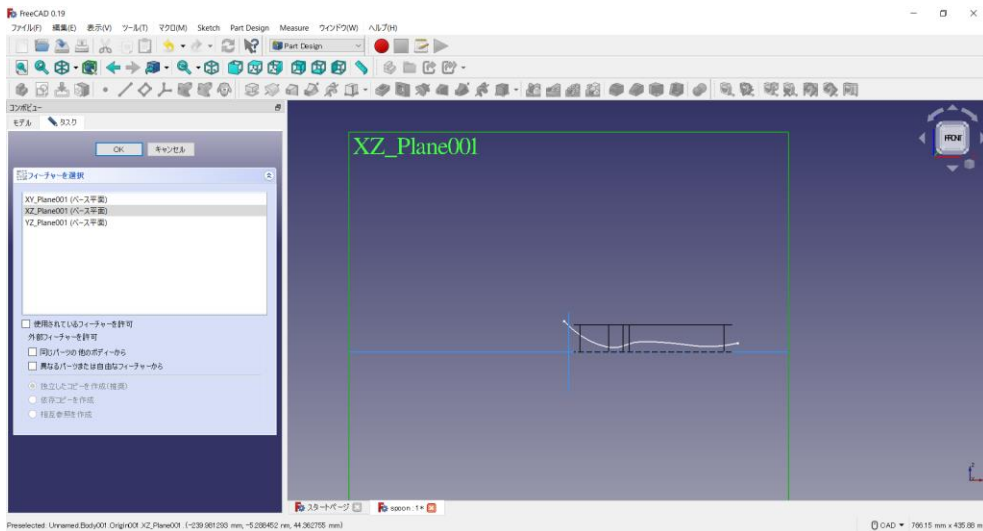 FreeCAD 0.19
ファイル(F) 編集(E) 表示(V) ツール(T) マクロ(M) Sketch Part Design Measure ウィンドウ(W) ヘルプ(H)
Part Design
コンボビュー
モデル タスク
OK キャンセル
フィーチャーを選択
XY_Plane001 (ベース平面)
XZ_Plane001 (ベース平面)
YZ_Plane001 (ベース平面)
使用されているフィーチャーを許可
外部フィーチャーを許可
同じパーツの他のボディーから
異なるパーツまたは自由なフィーチャーから
独立したコピーを作成(推奨)
依存コピーを作成
相互参照を作成
XZ_Plane001
FRONT
スタートページ spoon : 1*
Preselected: Unnamed.Body001.Origin001.XZ_Plane001. (-239.981293 mm, -5.288452 nm, 44.362755 mm)
CAD 766.15 mm x 435.88 m